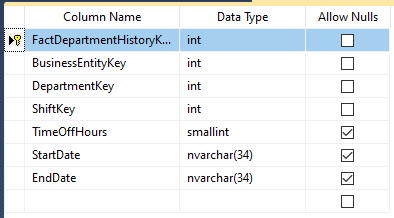 Column Name Data Type Allow Nulls
FactDepartmentHistoryK... int
BusinessEntityKey int
DepartmentKey int
ShiftKey int
TimeOffHours smallint
StartDate nvarchar(34)
EndDate nvarchar(34)